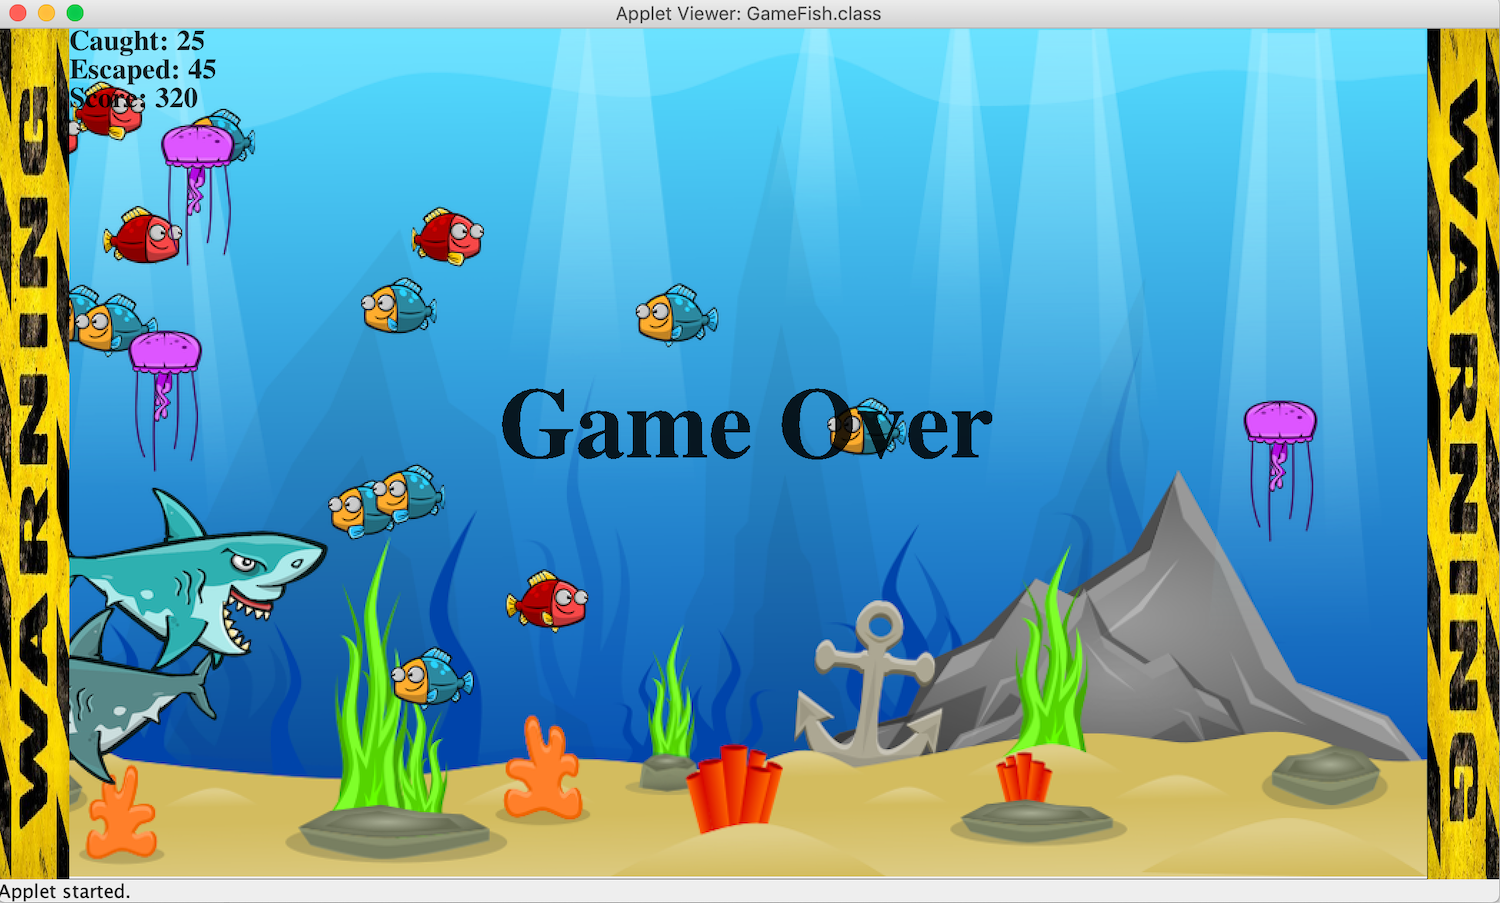 Applet Viewer: GameFish.class
Caught: 25
Escaped: 45
Score: 320
WARNING
WARNING
Game Over
Applet started.